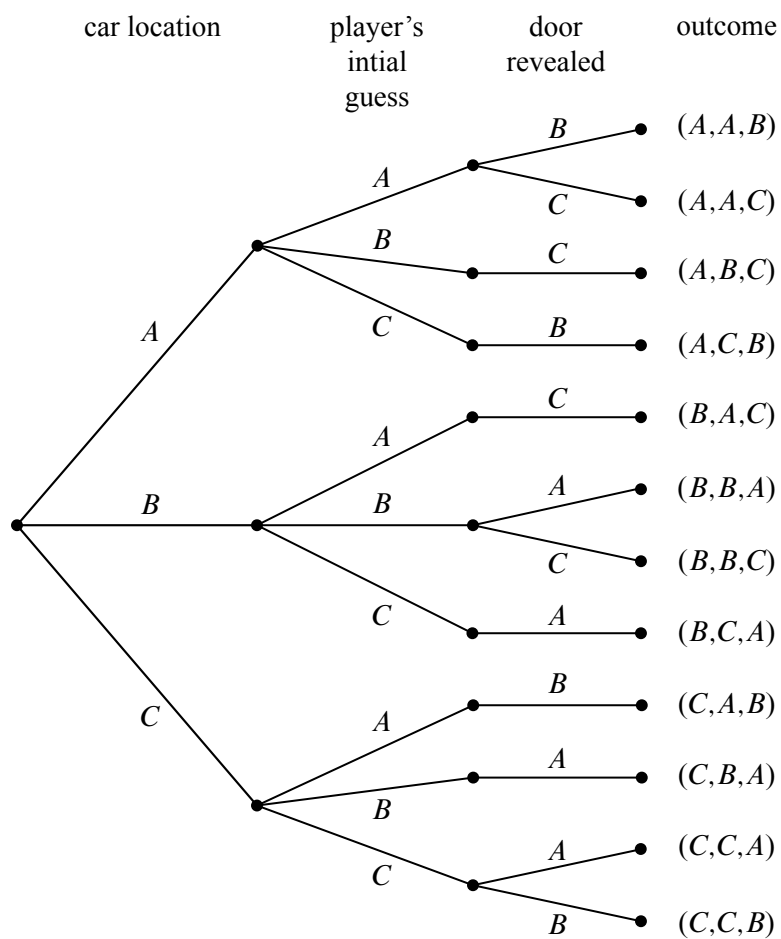 car location
player's
intial
guess
door
revealed
outcome
B
(A,A,B)
A
C
(A,A,C)
B
C
(A,B,C)
A
C
B
(A,C,B)
C
(B,A,C)
A
B
B
A
(B,B,A)
C
(B,B,C)
C
A
(B,C,A)
C
A
B
(C,A,B)
A
(C,B,A)
B
C
A
(C,C,A)
B
(C,C,B)